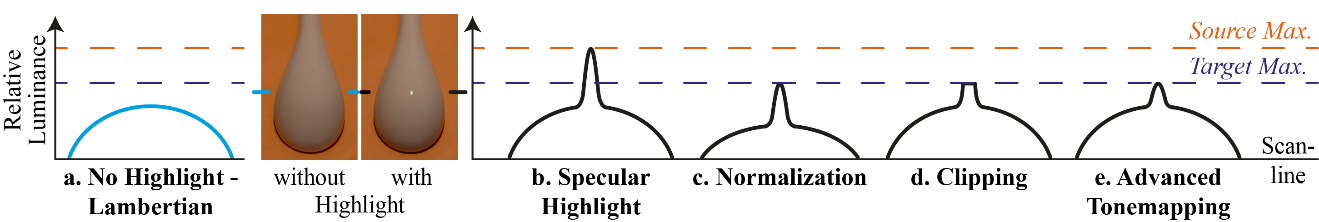 Relative
Luminance
a. No Highlight -
Lambertian
without
with
Highlight
Source Max.
Target Max.
b. Specular
Highlight
c. Normalization
d. Clipping
e. Advanced
Tonemapping
Scan-
line